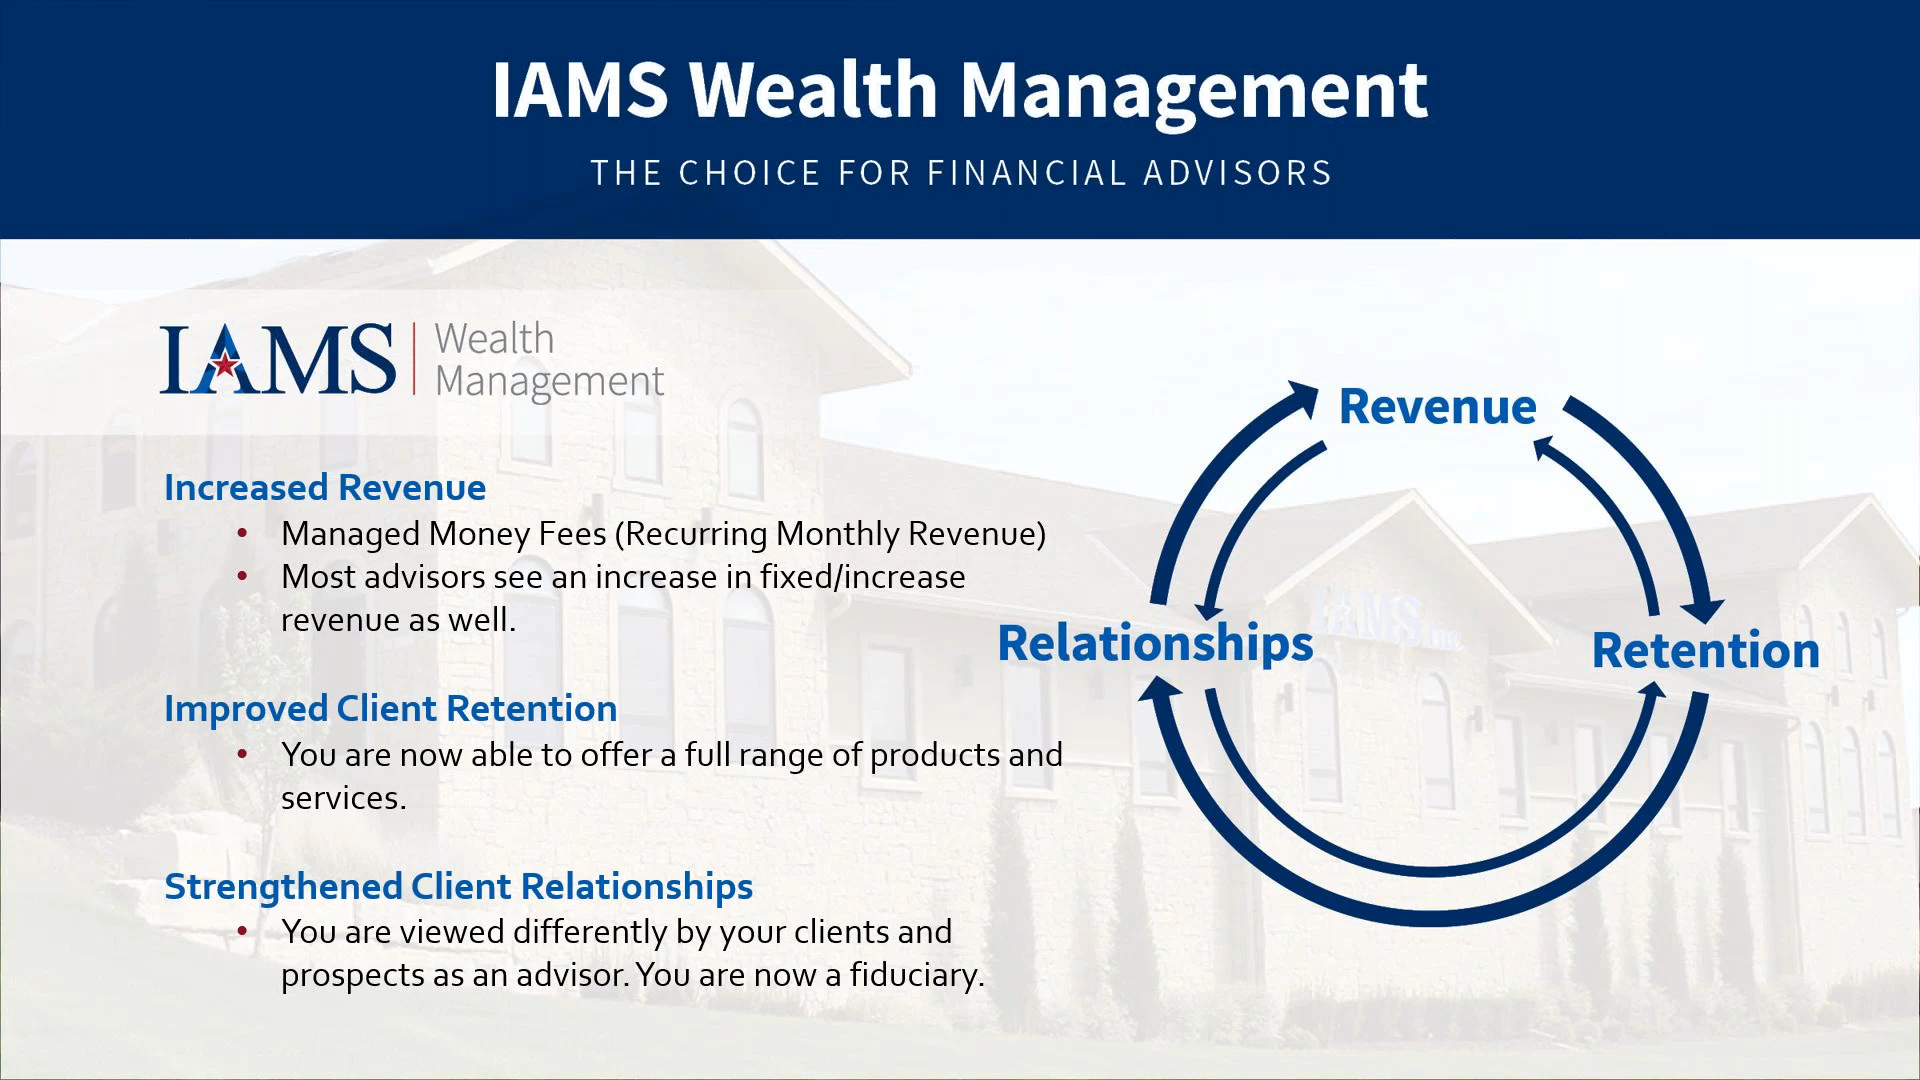 IAMS Wealth Management
THE CHOICE FOR FINANCIAL ADVISORS
IAMS
Wealth
Management
Increased Revenue
• Managed Money Fees (Recurring Monthly Revenue)
• Most advisors see an increase in fixed/increase
revenue as well.
Improved Client Retention
• You are now able to offer a full range of products and
services.
Strengthened Client Relationships
• You are viewed differently by your clients and
prospects as an advisor. You are now a fiduciary.
Revenue
Relationships
Retention
IAMS Inc.